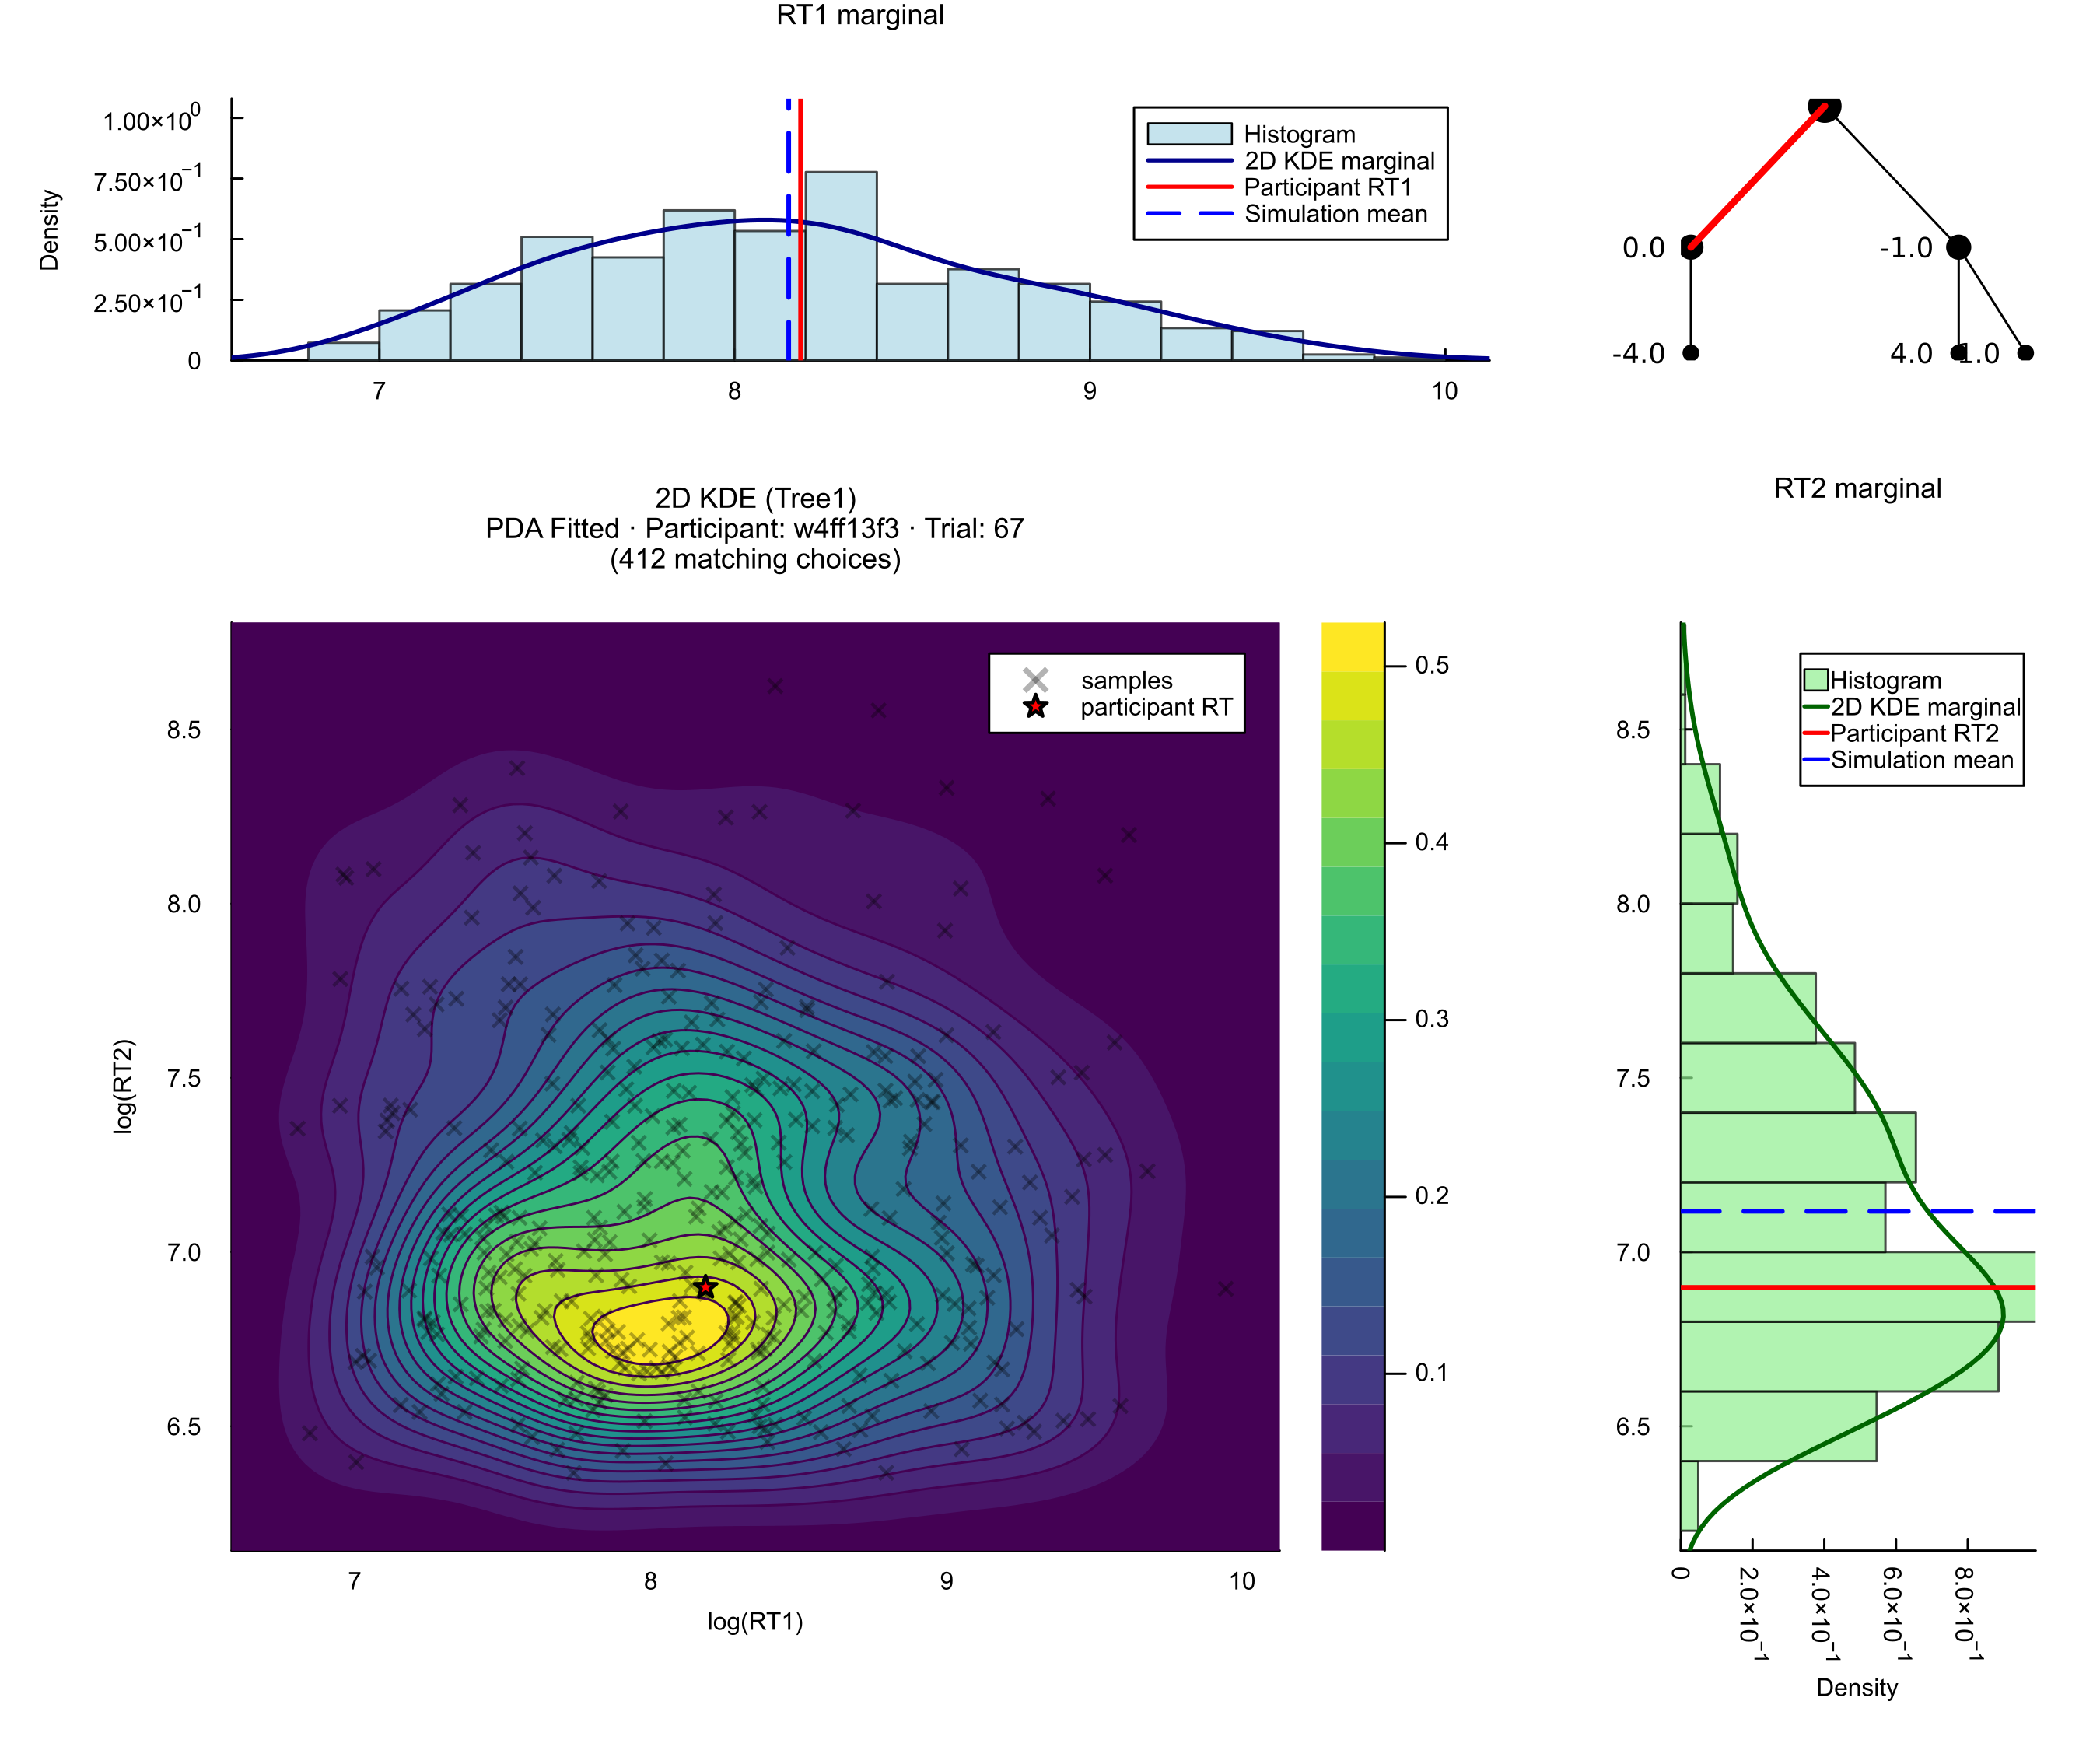 RT1 marginal
1.00×10⁰
7.50×10⁻¹
5.00×10⁻¹
2.50×10⁻¹
0
Density
7 8 9 10
Histogram
2D KDE marginal
Participant RT1
Simulation mean
0.0 -1.0
-4.0 4.0 1.0
2D KDE (Tree1)
PDA Fitted · Participant: w4ff13f3 · Trial: 67
(412 matching choices)
samples
participant RT
8.5
8.0
7.5
7.0
6.5
log(RT2)
7 8 9 10
log(RT1)
0.5
0.4
0.3
0.2
0.1
RT2 marginal
Histogram
2D KDE marginal
Participant RT2
Simulation mean
8.5
8.0
7.5
7.0
6.5
0
2.0×10⁻¹
4.0×10⁻¹
6.0×10⁻¹
8.0×10⁻¹
Density